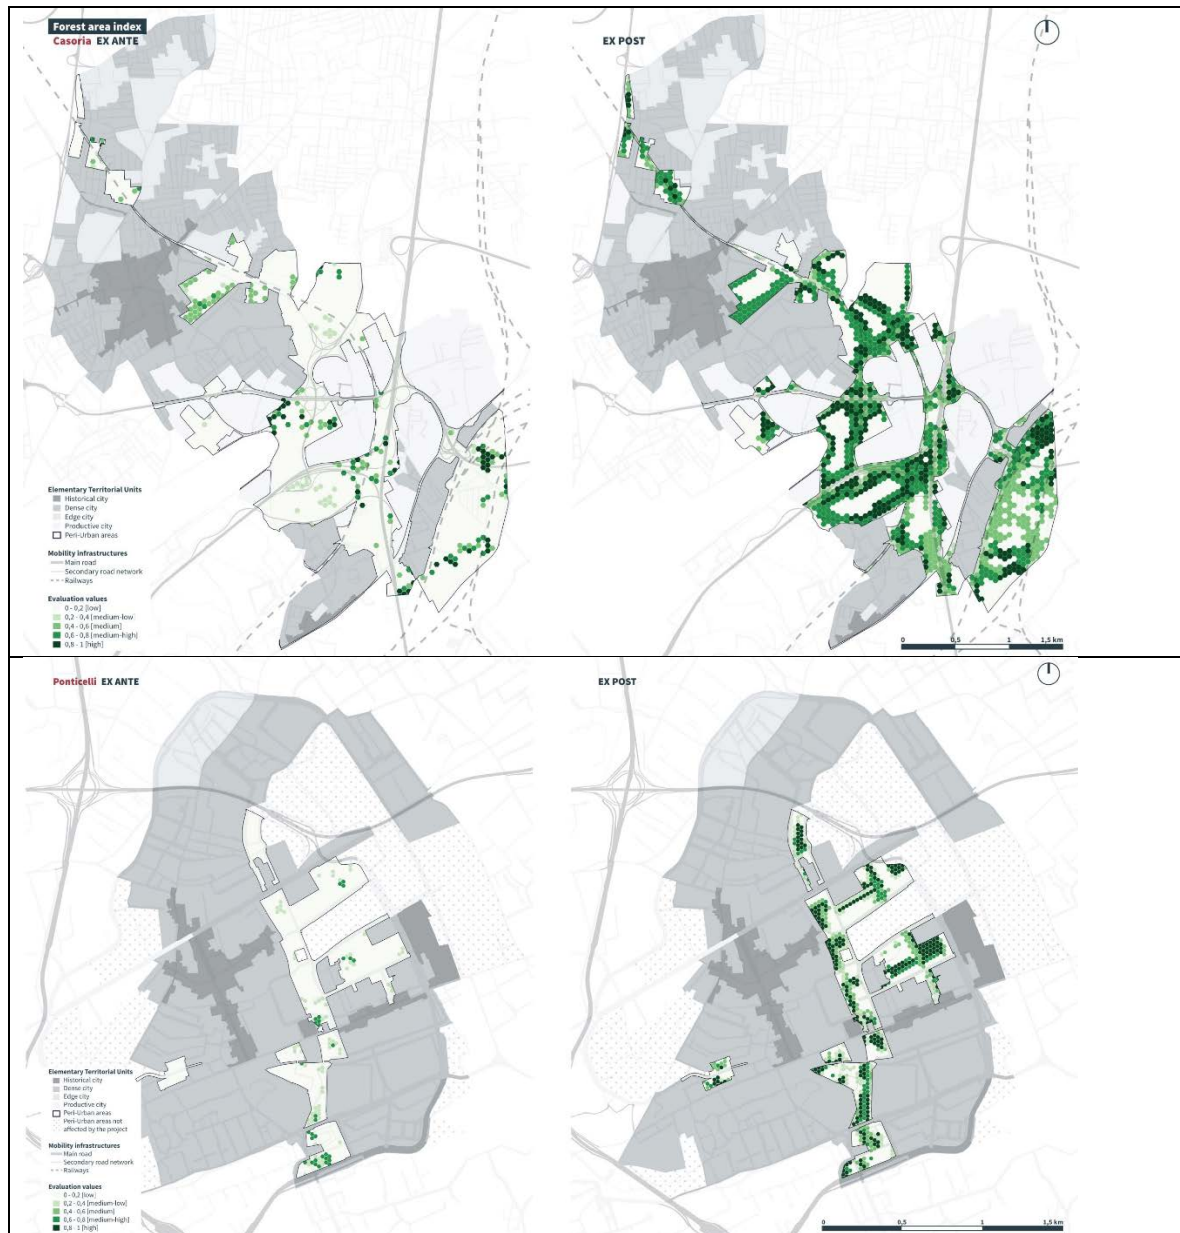 Forest area index
Casoria EX ANTE
EX POST
Elementary Territorial Units
Historical city
Dense city
Edge city
Productive city
Peri-Urban areas
Mobility infrastructures
Main road
Secondary road network
Railways
Evaluation values
0 - 0,2 [low]
0,2 - 0,4 [medium-low
0,4 - 0,6 [medium]
0,6 - 0,8 [medium-high]
0,8 - 1 [high]
0 0,5 1 1,5 km
Ponticelli EX ANTE
EX POST
Elementary Territorial Units
Historical city
Dense city
Edge city
Productive city
Peri-Urban areas
Peri-Urban areas not
affected by the project
Mobility infrastructures
Main road
Secondary road network
Railways
Evaluation values
0 - 0,2 [low]
0,2 - 0,4 [medium-low]
0,4 - 0,6 [medium]
0,6 - 0,8 [medium-high]
0,8 - 1 [high]
0 0,5 1 1,5 km